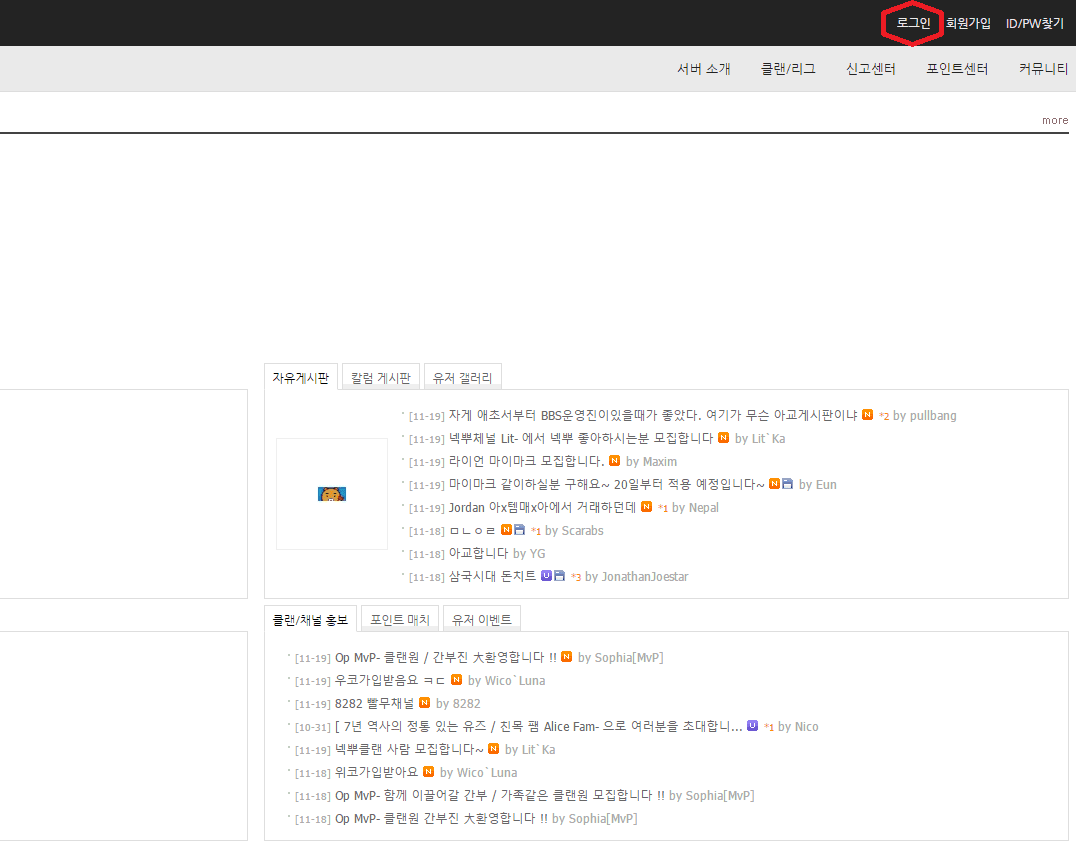 로그인 회원가입 ID/PW찾기
서버 소개 클랜/리그 신고센터 포인트센터 커뮤니티
more
자유게시판 칼럼 게시판 유저 갤러리
[11-19] 자게 애초서부터 BBS운영진이있을때가 좋았다. 여기가 무슨 아교게시판이냐 N *2 by pullbang
[11-19] 넥뿌체널 Lit- 에서 넥뿌 좋아하시는분 모집합니다 N by Lit`Ka
[11-19] 라이언 마이마크 모집합니다. N by Maxim
[11-19] 마이마크 같이하실분 구해요~ 20일부터 적용 예정입니다~ N by Eun
[11-19] Jordan 아x템매x아에서 거래하던데 N *1 by Nepal
[11-18] ㅁㄴㅇㄹ N *1 by Scarabs
[11-18] 아교합니다 by YG
[11-18] 삼국시대 돈치트 U *3 by JonathanJoestar
클랜/채널 홍보 포인트 매치 유저 이벤트
[11-19] Op MvP- 클랜원 / 간부진 大환영합니다 !! N by Sophia[MvP]
[11-19] 우코가입받음요 ㅋㄷ N by Wico`Luna
[11-19] 8282 빨무채널 N by 8282
[10-31] [ 7년 역사의 정통 있는 유즈 / 친목 팸 Alice Fam- 으로 여러분을 초대합니... U *1 by Nico
[11-19] 넥뿌클랜 사람 모집합니다~ N by Lit`Ka
[11-18] 위코가입받아요 N by Wico`Luna
[11-18] Op MvP- 함께 이끌어갈 간부 / 가족같은 클랜원 모집합니다 !! by Sophia[MvP]
[11-18] Op MvP- 클랜원 간부진 大환영합니다 !! by Sophia[MvP]